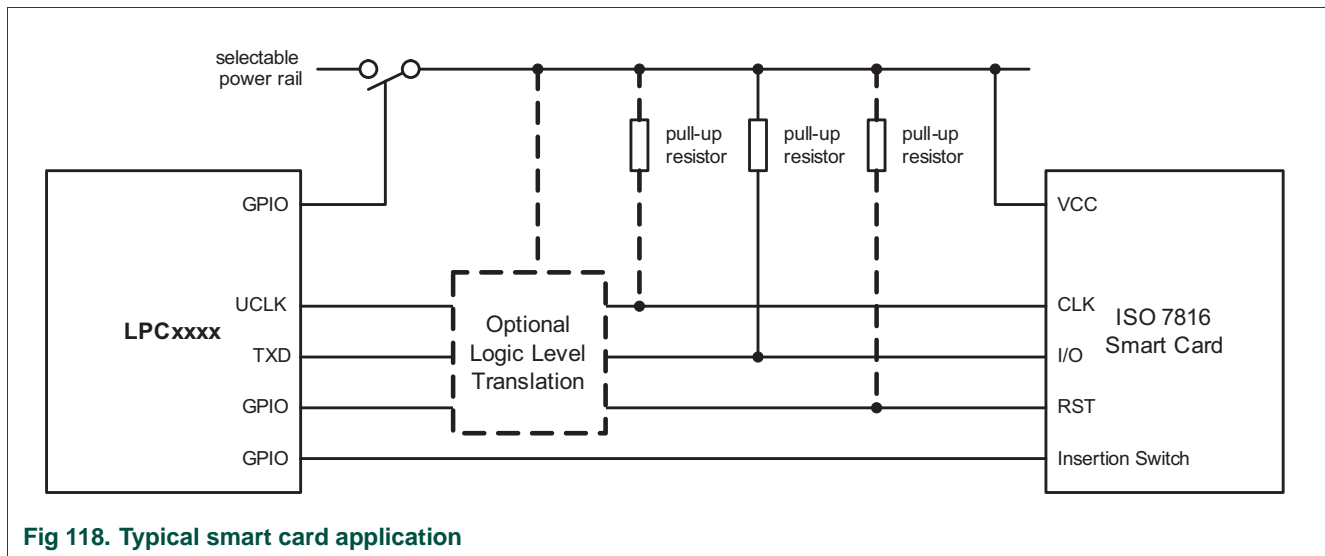 selectable
power rail
pull-up
resistor
pull-up
resistor
pull-up
resistor
LPCxxxx
GPIO
UCLK
TXD
GPIO
GPIO
Optional
Logic Level
Translation
VCC
CLK
I/O
RST
Insertion Switch
ISO 7816
Smart Card
Fig 118. Typical smart card application